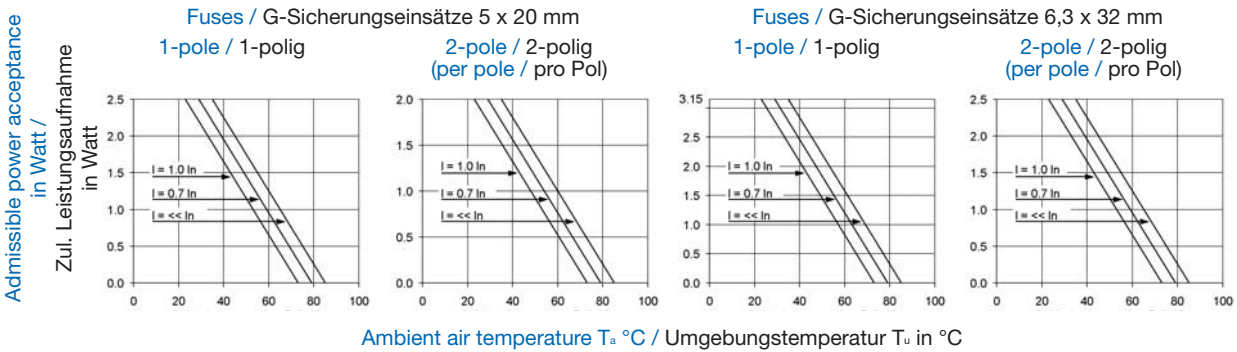 Fuses / G-Sicherungseinsätze 5 x 20 mm
Fuses / G-Sicherungseinsätze 6,3 x 32 mm
1-pole / 1-polig
2-pole / 2-polig
(per pole / pro Pol)
1-pole / 1-polig
2-pole / 2-polig
(per pole / pro Pol)
Admissible power acceptance
in Watt /
Zul. Leistungsaufnahme
in Watt
2.5
2.0
1.5
1.0
0.5
0.0
I = 1.0 In
I = 0.7 In
I = << In
0 20 40 60 80 100
2.0
1.5
1.0
0.5
0.0
I = 1.0 In
I = 0.7 In
I = << In
0 20 40 60 80 100
3.15
2.5
2.0
1.5
1.0
0.5
0.0
I = 1.0 In
I = 0.7 In
I = << In
0 20 40 60 80 100
2.5
2.0
1.5
1.0
0.5
0.0
I = 1.0 In
I = 0.7 In
I = << In
0 20 40 60 80 100
Ambient air temperature Ta °C / Umgebungstemperatur Tu in °C